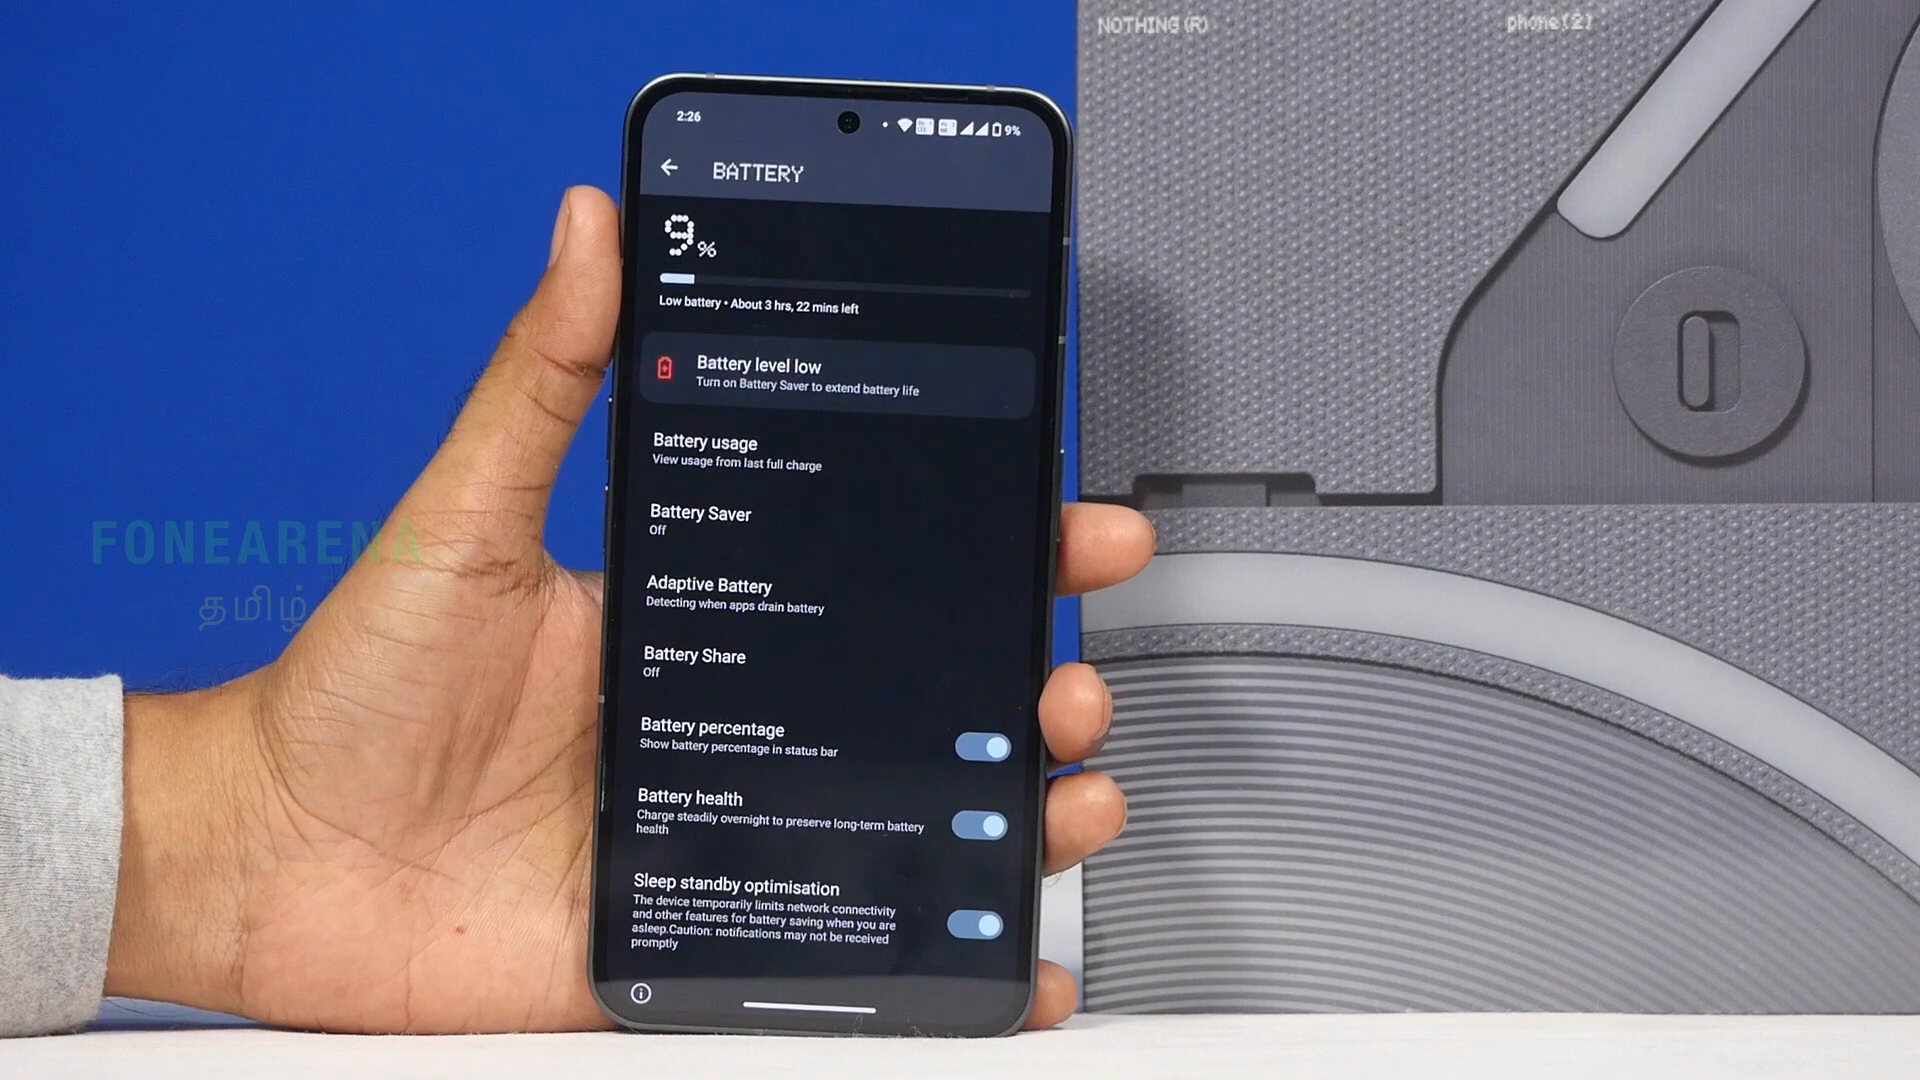 NOTHING (R)
phone (2)
2:26
9%
BATTERY
9%
Low battery • About 3 hrs, 22 mins left
Battery level low
Turn on Battery Saver to extend battery life
Battery usage
View usage from last full charge
Battery Saver
Off
Adaptive Battery
Detecting when apps drain battery
Battery Share
Off
Battery percentage
Show battery percentage in status bar
Battery health
Charge steadily overnight to preserve long-term battery
health
Sleep standby optimisation
The device temporarily limits network connectivity
and other features for battery saving when you are
asleep.Caution: notifications may not be received
promptly
FONEARENA
தமிழ்